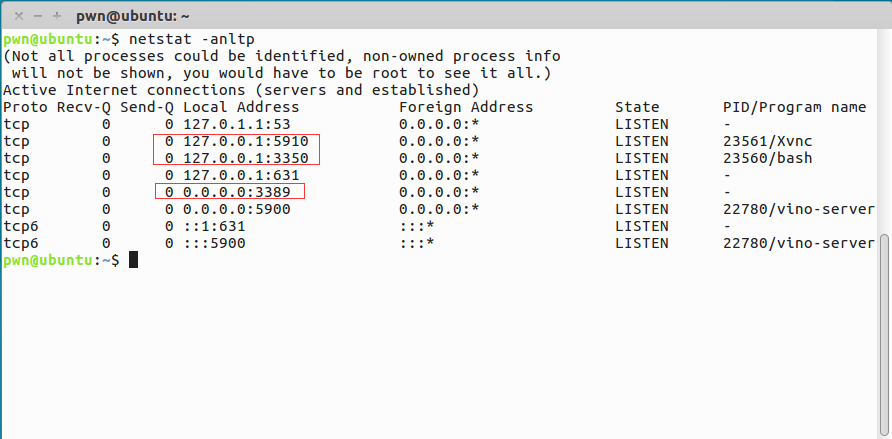 pwn@ubuntu: ~
pwn@ubuntu:~$ netstat -anltp
(Not all processes could be identified, non-owned process info
 will not be shown, you would have to be root to see it all.)
Active Internet connections (servers and established)
Proto Recv-Q Send-Q Local Address           Foreign Address         State       PID/Program name
tcp        0      0 127.0.1.1:53            0.0.0.0:*               LISTEN      -
tcp        0      0 127.0.0.1:5910          0.0.0.0:*               LISTEN      23561/Xvnc
tcp        0      0 127.0.0.1:3350          0.0.0.0:*               LISTEN      23560/bash
tcp        0      0 127.0.0.1:631           0.0.0.0:*               LISTEN      -
tcp        0      0 0.0.0.0:3389            0.0.0.0:*               LISTEN      -
tcp        0      0 0.0.0.0:5900            0.0.0.0:*               LISTEN      22780/vino-server
tcp6       0      0 ::1:631                 :::*                    LISTEN      -
tcp6       0      0 :::5900                 :::*                    LISTEN      22780/vino-server
pwn@ubuntu:~$